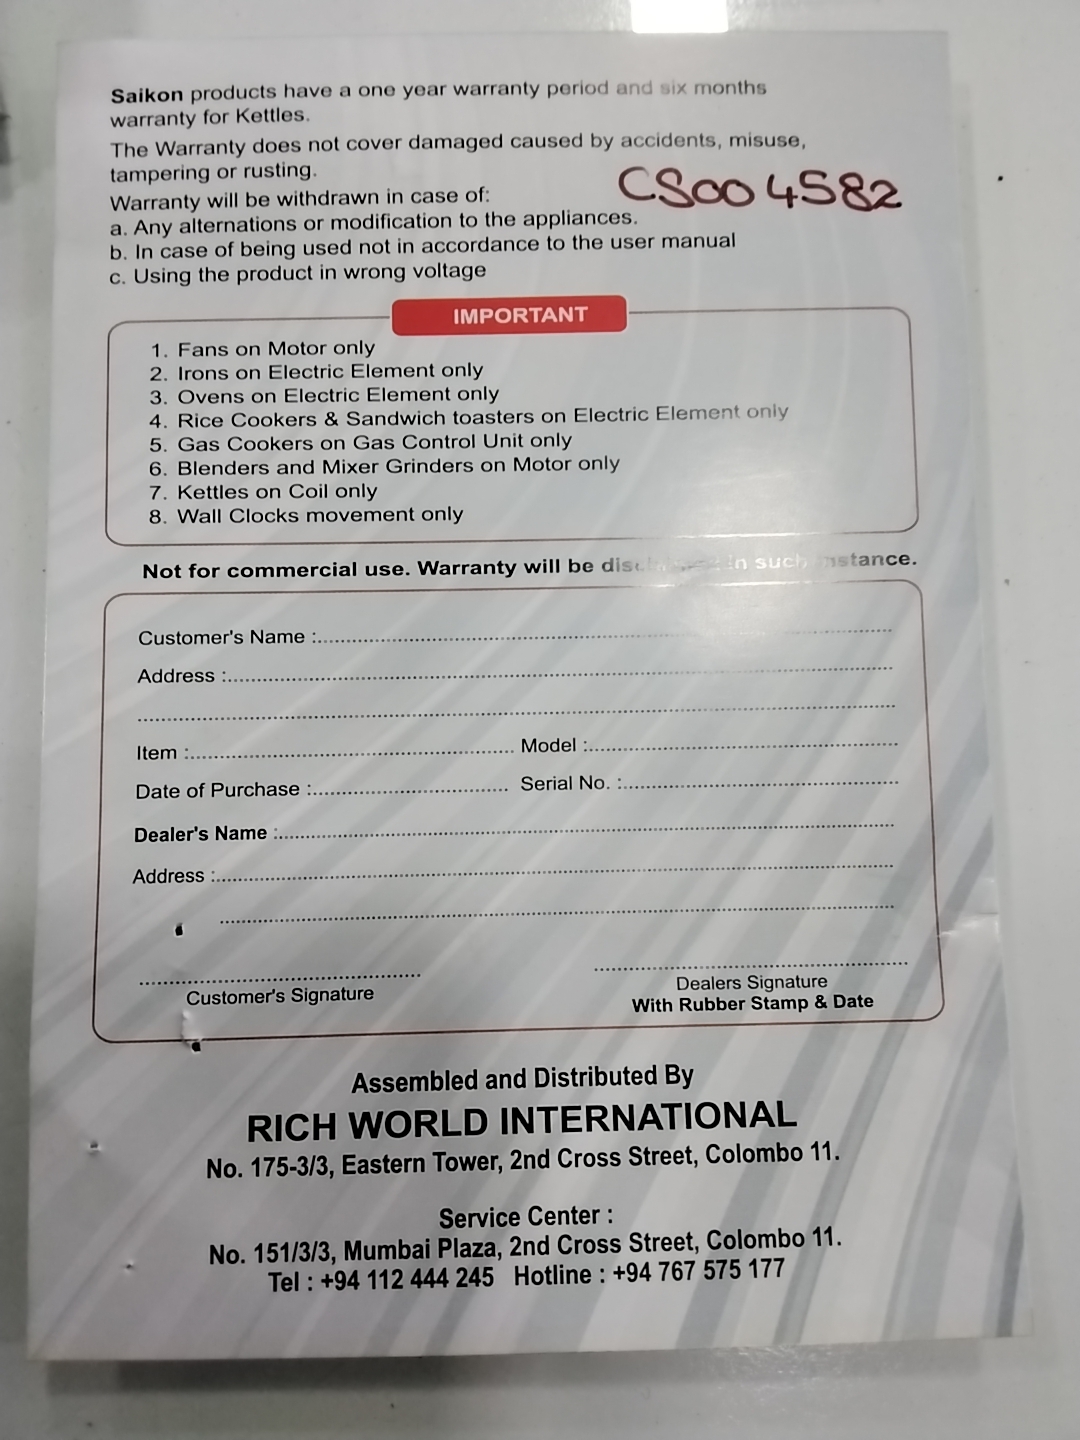 Saikon products have a one year warranty period and six months
warranty for Kettles.
The Warranty does not cover damaged caused by accidents, misuse,
tampering or rusting.
CS004582
Warranty will be withdrawn in case of:
a. Any alternations or modification to the appliances.
b. In case of being used not in accordance to the user manual
c. Using the product in wrong voltage
IMPORTANT
1. Fans on Motor only
2. Irons on Electric Element only
3. Ovens on Electric Element only
4. Rice Cookers & Sandwich toasters on Electric Element only
5. Gas Cookers on Gas Control Unit only
6. Blenders and Mixer Grinders on Motor only
7. Kettles on Coil only
8. Wall Clocks movement only
Not for commercial use. Warranty will be in such instance.
Customer's Name :
Address :
Item : Model :
Date of Purchase : Serial No. :
Dealer's Name :
Address :
Customer's Signature
Dealers Signature
With Rubber Stamp & Date
Assembled and Distributed By
RICH WORLD INTERNATIONAL
No. 175-3/3, Eastern Tower, 2nd Cross Street, Colombo 11.
Service Center :
No. 151/3/3, Mumbai Plaza, 2nd Cross Street, Colombo 11.
Tel : +94 112 444 245 Hotline : +94 767 575 177